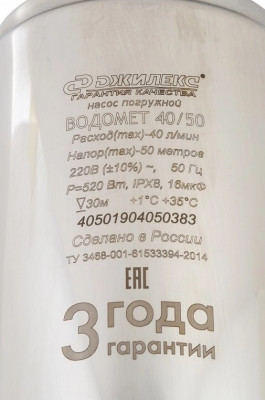 ДЖИЛЕКС®
ГАРАНТИЯ КАЧЕСТВА
насос погружной
ВОДОМЕТ 40/50
Расход(max)-40 л/мин
Напор(max)-50 метров
220В (±10%) ~, 50 Гц
P=520 Вт, IPX8, 16мкФ
▽30м +1°C +35°C
40501904050383
Сделано в России
ТУ 3468-001-61533394-2014
EAC
3 года
гарантии